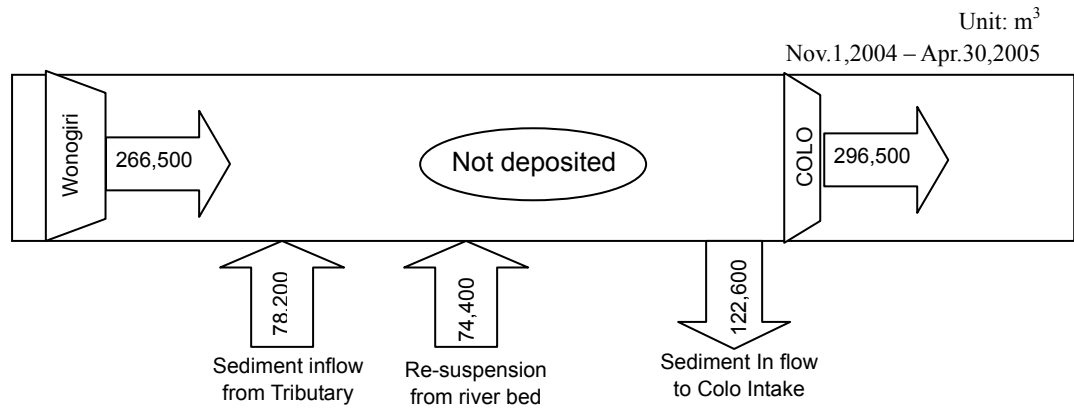 Unit: m³
Nov.1,2004 – Apr.30,2005
Wonogiri
266,500
Not deposited
COLO
296,500
78.200
74,400
122,600
Sediment inflow
from Tributary
Re-suspension
from river bed
Sediment In flow
to Colo Intake